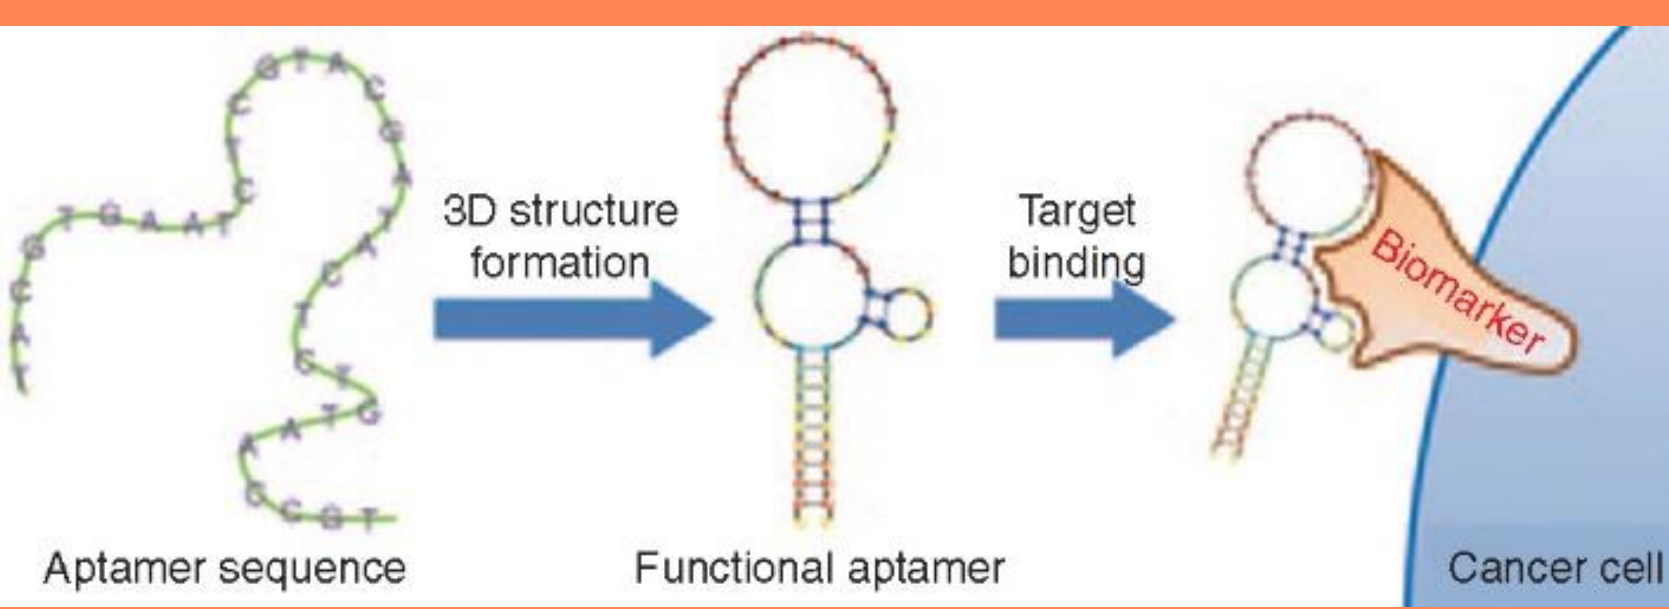 3D structure
formation
Target
binding
Biomarker
Aptamer sequence
Functional aptamer
Cancer cell